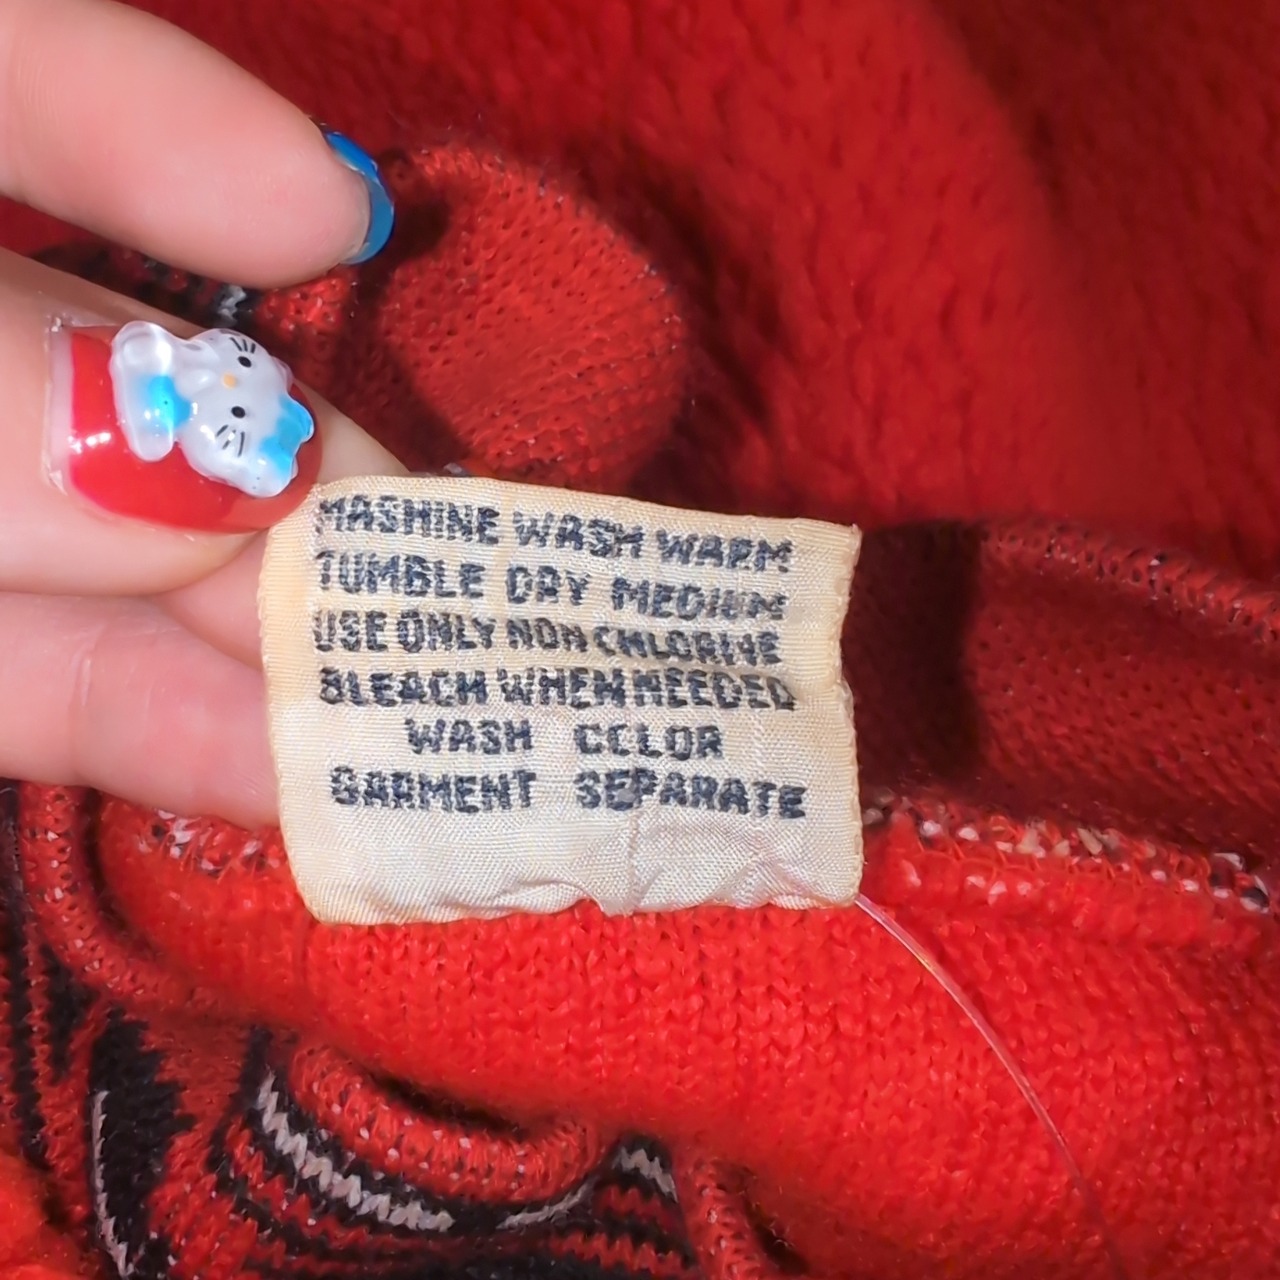 MASHINE WASH WARM
TUMBLE DRY MEDIUM
USE ONLY NON CHLORINE
BLEACH WHEN NEEDED
WASH COLOR
GARMENT SEPARATE